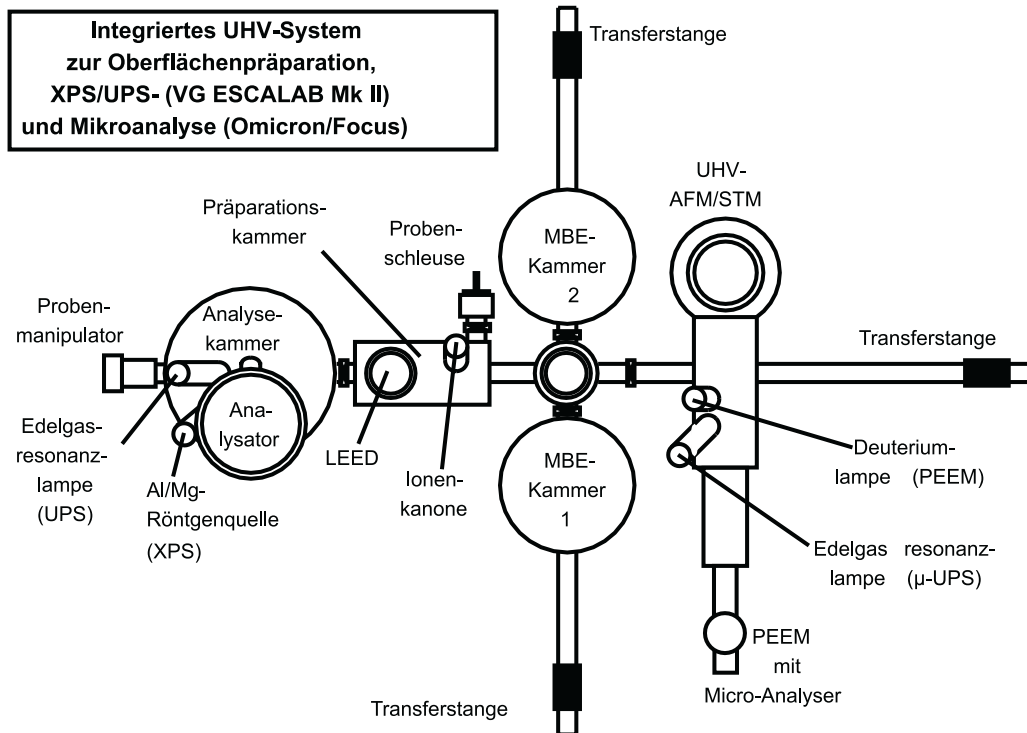 Integriertes UHV-System
zur Oberflächenpräparation,
XPS/UPS- (VG ESCALAB Mk II)
und Mikroanalyse (Omicron/Focus)
Transferstange
UHV-
AFM/STM
Präparations-
kammer
Proben-
schleuse
MBE-
Kammer
2
Proben-
manipulator
Analyse-
kammer
Transferstange
Ana-
lysator
Edelgas-
resonanz-
lampe
(UPS)
Al/Mg-
Röntgenquelle
(XPS)
LEED
Ionen-
kanone
MBE-
Kammer
1
Deuterium-
lampe (PEEM)
Edelgas resonanz-
lampe (µ-UPS)
PEEM
mit
Micro-Analyser
Transferstange